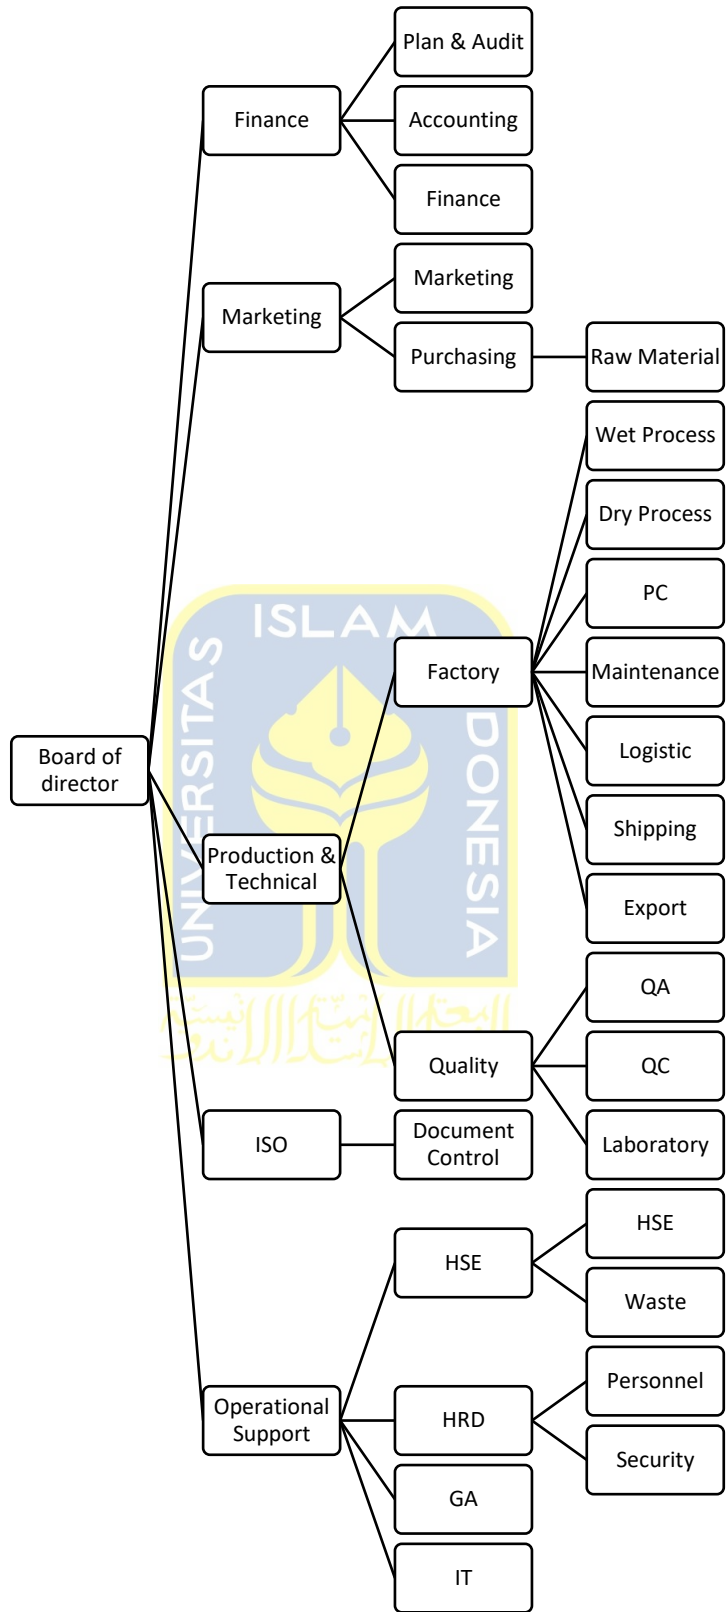 Plan & Audit
Finance
Accounting
Finance
Marketing
Marketing
Purchasing
Raw Material
Wet Process
Dry Process
PC
ISLAM
UNIVERSITAS
Factory
Maintenance
DONESIA
Logistic
Board of
director
Shipping
Production &
Technical
Export
QA
Quality
QC
ISO
Document
Control
Laboratory
HSE
HSE
Waste
Operational
Support
HRD
Personnel
Security
GA
IT